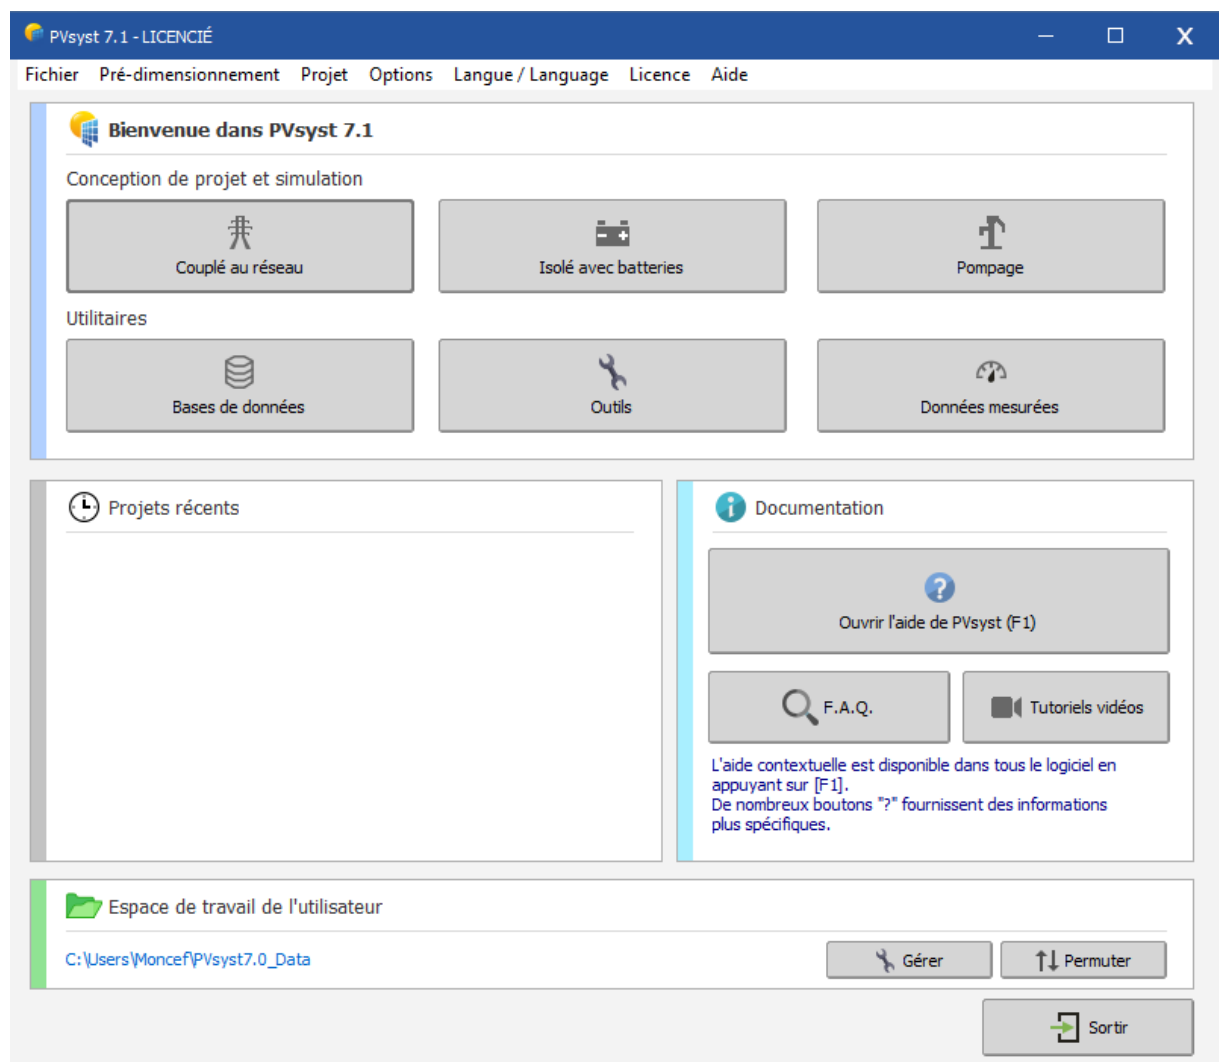 PVsyst 7.1 - LICENCIÉ
Fichier Pré-dimensionnement Projet Options Langue / Language Licence Aide
Bienvenue dans PVsyst 7.1
Conception de projet et simulation
Couplé au réseau
Isolé avec batteries
Pompage
Utilitaires
Bases de données
Outils
Données mesurées
Projets récents
Documentation
Ouvrir l'aide de PVsyst (F1)
F.A.Q.
Tutoriels vidéos
L'aide contextuelle est disponible dans tous le logiciel en
appuyant sur [F1].
De nombreux boutons "?" fournissent des informations
plus spécifiques.
Espace de travail de l'utilisateur
C:\Users\Moncef\PVsyst7.0_Data
Gérer
Permuter
Sortir